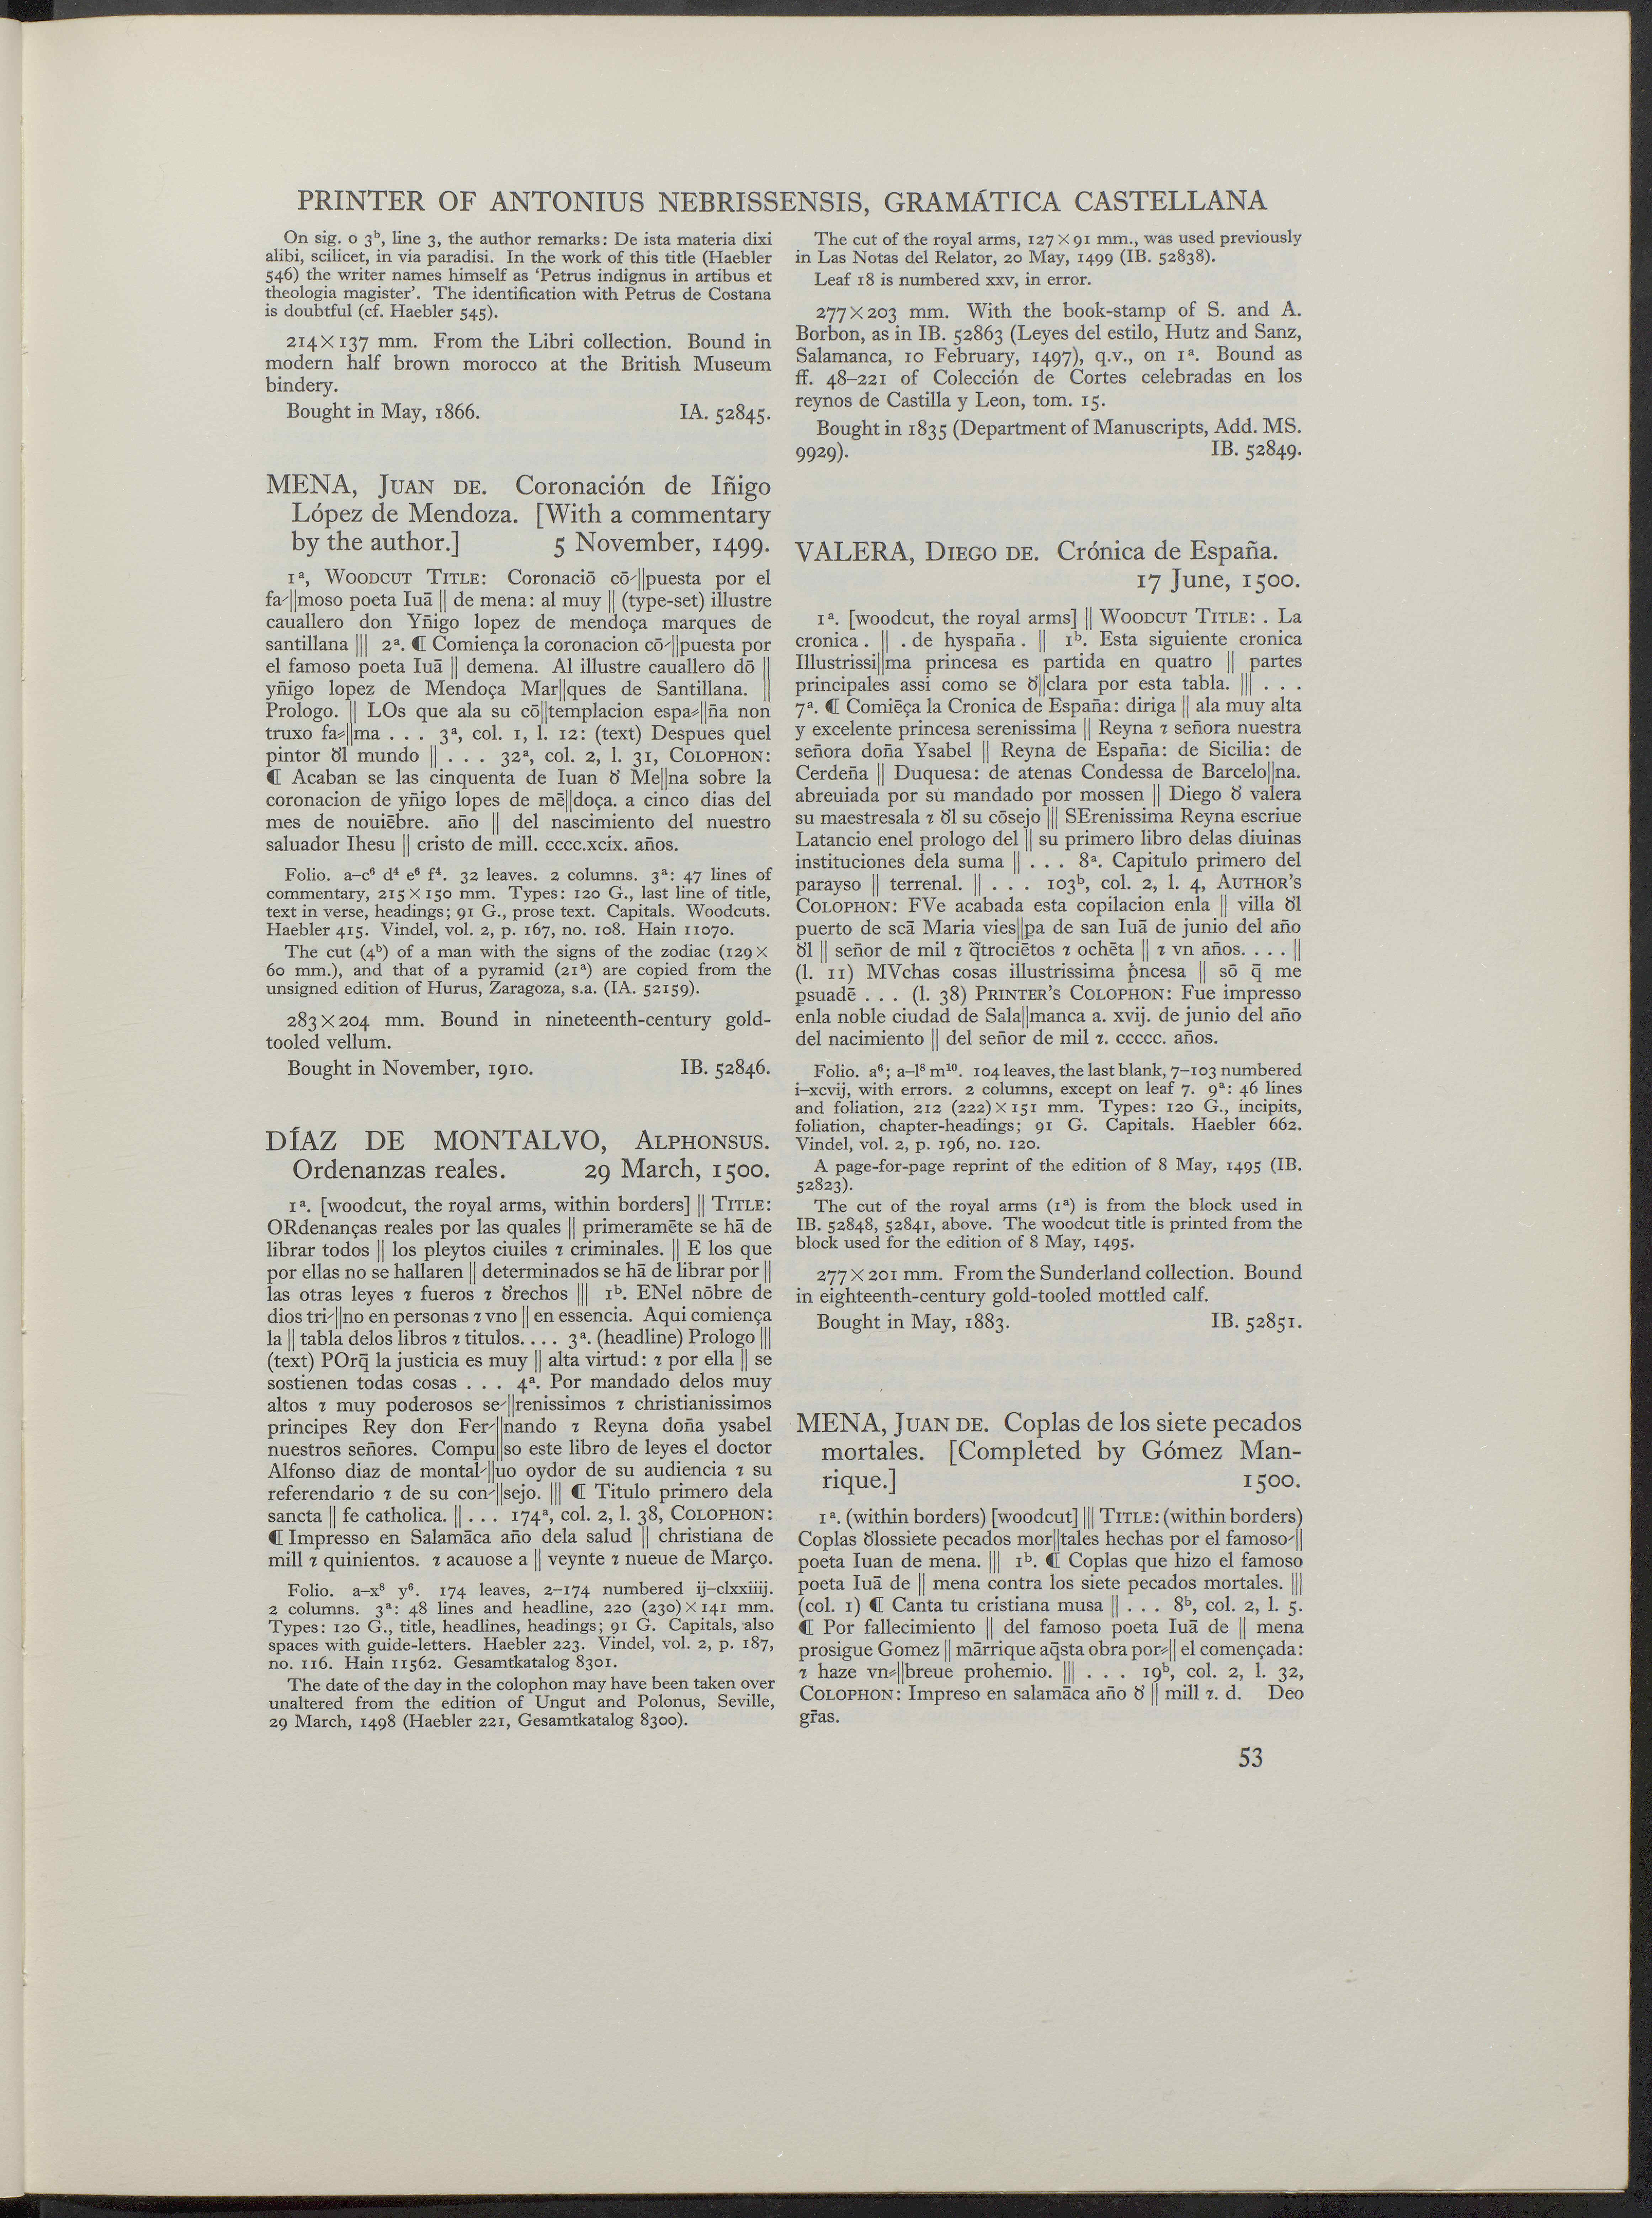 PRINTER OF ANTONIUS NEBRISSENSIS, GRAMÁTICA CASTELLANA
On sig. o 3ᵇ, line 3, the author remarks: De ista materia dixi
alibi, scilicet, in via paradisi. In the work of this title (Haebler
546) the writer names himself as ‘Petrus indignus in artibus et
theologia magister’. The identification with Petrus de Costana
is doubtful (cf. Haebler 545).
214×137 mm. From the Libri collection. Bound in
modern half brown morocco at the British Museum
bindery.
Bought in May, 1866. IA. 52845.
MENA, JUAN DE. Coronación de Iñigo
López de Mendoza. [With a commentary
by the author.] 5 November, 1499.
1ᵃ, WOODCUT TITLE: Coronaciō cō⸗||puesta por el
fa⸗||moso poeta Iuā || de mena: al muy || (type-set) illustre
cauallero don Yñigo lopez de mendoça marques de
santillana ||| 2ᵃ. ⁋ Comiença la coronacion cō⸗||puesta por
el famoso poeta Iuā || demena. Al illustre cauallero dō ||
yñigo lopez de Mendoça Mar||ques de Santillana. ||
Prologo. || LOs que ala su cō||templacion espa⸗||ña non
truxo fa⸗||ma . . . 3ᵃ, col. 1, l. 12: (text) Despues quel
pintor ꝺ̃l mundo || . . . 32ᵃ, col. 2, l. 31, COLOPHON:
⁋ Acaban se las cinquenta de Iuan ꝺ̃ Me||na sobre la
coronacion de yñigo lopes de mē||doça. a cinco dias del
mes de nouiēbre. año || del nascimiento del nuestro
saluador Ihesu || cristo de mill. cccc.xcix. años.
Folio. a–c⁶ d⁴ e⁶ f⁴. 32 leaves. 2 columns. 3ᵃ: 47 lines of
commentary, 215×150 mm. Types: 120 G., last line of title,
text in verse, headings; 91 G., prose text. Capitals. Woodcuts.
Haebler 415. Vindel, vol. 2, p. 167, no. 108. Hain 11070.
The cut (4ᵇ) of a man with the signs of the zodiac (129×
60 mm.), and that of a pyramid (21ᵃ) are copied from the
unsigned edition of Hurus, Zaragoza, s.a. (IA. 52159).
283×204 mm. Bound in nineteenth-century gold-
tooled vellum.
Bought in November, 1910. IB. 52846.
DÍAZ DE MONTALVO, ALPHONSUS.
Ordenanzas reales. 29 March, 1500.
1ᵃ. [woodcut, the royal arms, within borders] || TITLE:
ORdenanças reales por las quales || primeramēte se hā de
librar todos || los pleytos ciuiles ⁊ criminales. || E los que
por ellas no se hallaren || determinados se hā de librar por ||
las otras leyes ⁊ fueros ⁊ ꝺ̃rechos ||| 1ᵇ. ENel nōbre de
dios tri⸗||no en personas ⁊ vno || en essencia. Aqui comiença
la || tabla delos libros ⁊ titulos. . . . 3ᵃ. (headline) Prologo |||
(text) POrq̄ la justicia es muy || alta virtud: ⁊ por ella || se
sostienen todas cosas . . . 4ᵃ. Por mandado delos muy
altos ⁊ muy poderosos se⸗||renissimos ⁊ christianissimos
principes Rey don Fer⸗||nando ⁊ Reyna doña ysabel
nuestros señores. Compu||so este libro de leyes el doctor
Alfonso diaz de montal⸗||uo oydor de su audiencia ⁊ su
referendario ⁊ de su con⸗||sejo. ||| ⁋ Titulo primero dela
sancta || fe catholica. || . . . 174ᵃ, col. 2, l. 38, COLOPHON:
⁋ Impresso en Salamāca año dela salud || christiana de
mill ⁊ quinientos. ⁊ acauose a || veynte ⁊ nueue de Março.
Folio. a–x⁸ y⁶. 174 leaves, 2–174 numbered ij–clxxiiij.
2 columns. 3ᵃ: 48 lines and headline, 220 (230)×141 mm.
Types: 120 G., title, headlines, headings; 91 G. Capitals, also
spaces with guide-letters. Haebler 223. Vindel, vol. 2, p. 187,
no. 116. Hain 11562. Gesamtkatalog 8301.
The date of the day in the colophon may have been taken over
unaltered from the edition of Ungut and Polonus, Seville,
29 March, 1498 (Haebler 221, Gesamtkatalog 8300).
The cut of the royal arms, 127×91 mm., was used previously
in Las Notas del Relator, 20 May, 1499 (IB. 52838).
Leaf 18 is numbered xxv, in error.
277×203 mm. With the book-stamp of S. and A.
Borbon, as in IB. 52863 (Leyes del estilo, Hutz and Sanz,
Salamanca, 10 February, 1497), q.v., on 1ᵃ. Bound as
ff. 48–221 of Colección de Cortes celebradas en los
reynos de Castilla y Leon, tom. 15.
Bought in 1835 (Department of Manuscripts, Add. MS.
9929). IB. 52849.
VALERA, DIEGO DE. Crónica de España.
17 June, 1500.
1ᵃ. [woodcut, the royal arms] || WOODCUT TITLE: . La
cronica . || . de hyspaña . || 1ᵇ. Esta siguiente cronica
Illustrissi||ma princesa es partida en quatro || partes
principales assi como se ꝺ̃||clara por esta tabla. ||| . . .
7ᵃ. ⁋ Comiēça la Cronica de España: diriga || ala muy alta
y excelente princesa serenissima || Reyna ⁊ señora nuestra
señora doña Ysabel || Reyna de España: de Sicilia: de
Cerdeña || Duquesa: de atenas Condessa de Barcelo||na.
abreuiada por su mandado por mossen || Diego ꝺ̃ valera
su maestresala ⁊ ꝺ̃l su cōsejo ||| SErenissima Reyna escriue
Latancio enel prologo del || su primero libro delas diuinas
instituciones dela suma || . . . 8ᵃ. Capitulo primero del
parayso || terrenal. || . . . 103ᵇ, col. 2, l. 4, AUTHOR’S
COLOPHON: FVe acabada esta copilacion enla || villa ꝺ̃l
puerto de scā Maria vies||pa de san Iuā de junio del año
ꝺ̃l || señor de mil ⁊ q̃trociētos ⁊ ochēta || ⁊ vn años. . . . ||
(l. 11) MVchas cosas illustrissima p̉ncesa || sō q̄ me
ꝑsuadē . . . (l. 38) PRINTER’S COLOPHON: Fue impresso
enla noble ciudad de Sala||manca a. xvij. de junio del año
del nacimiento || del señor de mil ⁊. ccccc. años.
Folio. a⁶; a–l⁸ m¹⁰. 104 leaves, the last blank, 7–103 numbered
i–xcvij, with errors. 2 columns, except on leaf 7. 9ᵃ: 46 lines
and foliation, 212 (222)×151 mm. Types: 120 G., incipits,
foliation, chapter-headings; 91 G. Capitals. Haebler 662.
Vindel, vol. 2, p. 196, no. 120.
A page-for-page reprint of the edition of 8 May, 1495 (IB.
52823).
The cut of the royal arms (1ᵃ) is from the block used in
IB. 52848, 52841, above. The woodcut title is printed from the
block used for the edition of 8 May, 1495.
277×201 mm. From the Sunderland collection. Bound
in eighteenth-century gold-tooled mottled calf.
Bought in May, 1883. IB. 52851.
MENA, JUAN DE. Coplas de los siete pecados
mortales. [Completed by Gómez Man-
rique.] 1500.
1ᵃ. (within borders) [woodcut] ||| TITLE: (within borders)
Coplas ꝺ̃lossiete pecados mor||tales hechas por el famoso⸗||
poeta Iuan de mena. ||| 1ᵇ. ⁋ Coplas que hizo el famoso
poeta Iuā de || mena contra los siete pecados mortales. |||
(col. 1) ⁋ Canta tu cristiana musa || . . . 8ᵇ, col. 2, l. 5.
⁋ Por fallecimiento || del famoso poeta Iuā de || mena
prosigue Gomez || mārrique aq̄sta obra por⸗|| el començada:
⁊ haze vn⸗||breue prohemio. ||| . . . 19ᵇ, col. 2, l. 32,
COLOPHON: Impreso en salamāca año ꝺ̃ || mill ⁊. d. Deo
gr̄as.
53